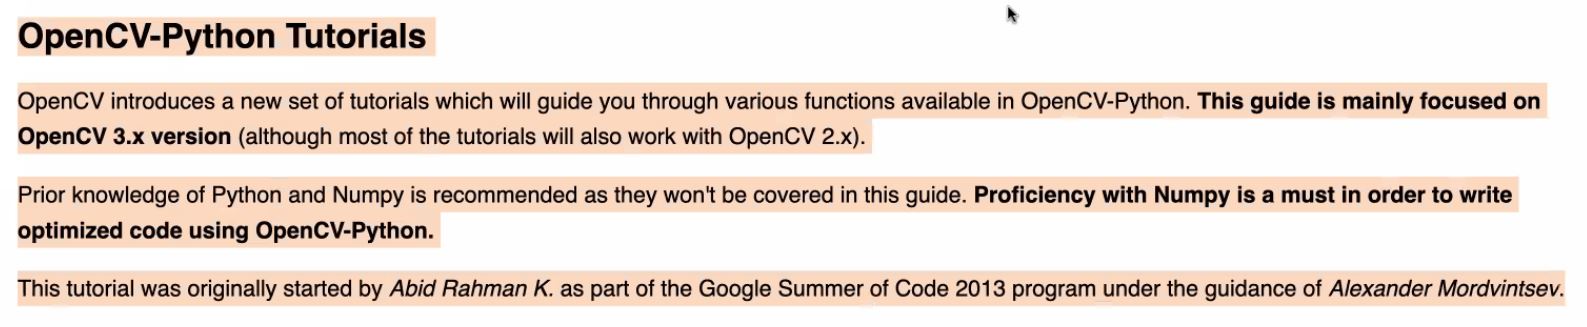 OpenCV-Python Tutorials
OpenCV introduces a new set of tutorials which will guide you through various functions available in OpenCV-Python. This guide is mainly focused on
OpenCV 3.x version (although most of the tutorials will also work with OpenCV 2.x).
Prior knowledge of Python and Numpy is recommended as they won't be covered in this guide. Proficiency with Numpy is a must in order to write
optimized code using OpenCV-Python.
This tutorial was originally started by Abid Rahman K. as part of the Google Summer of Code 2013 program under the guidance of Alexander Mordvintsev.